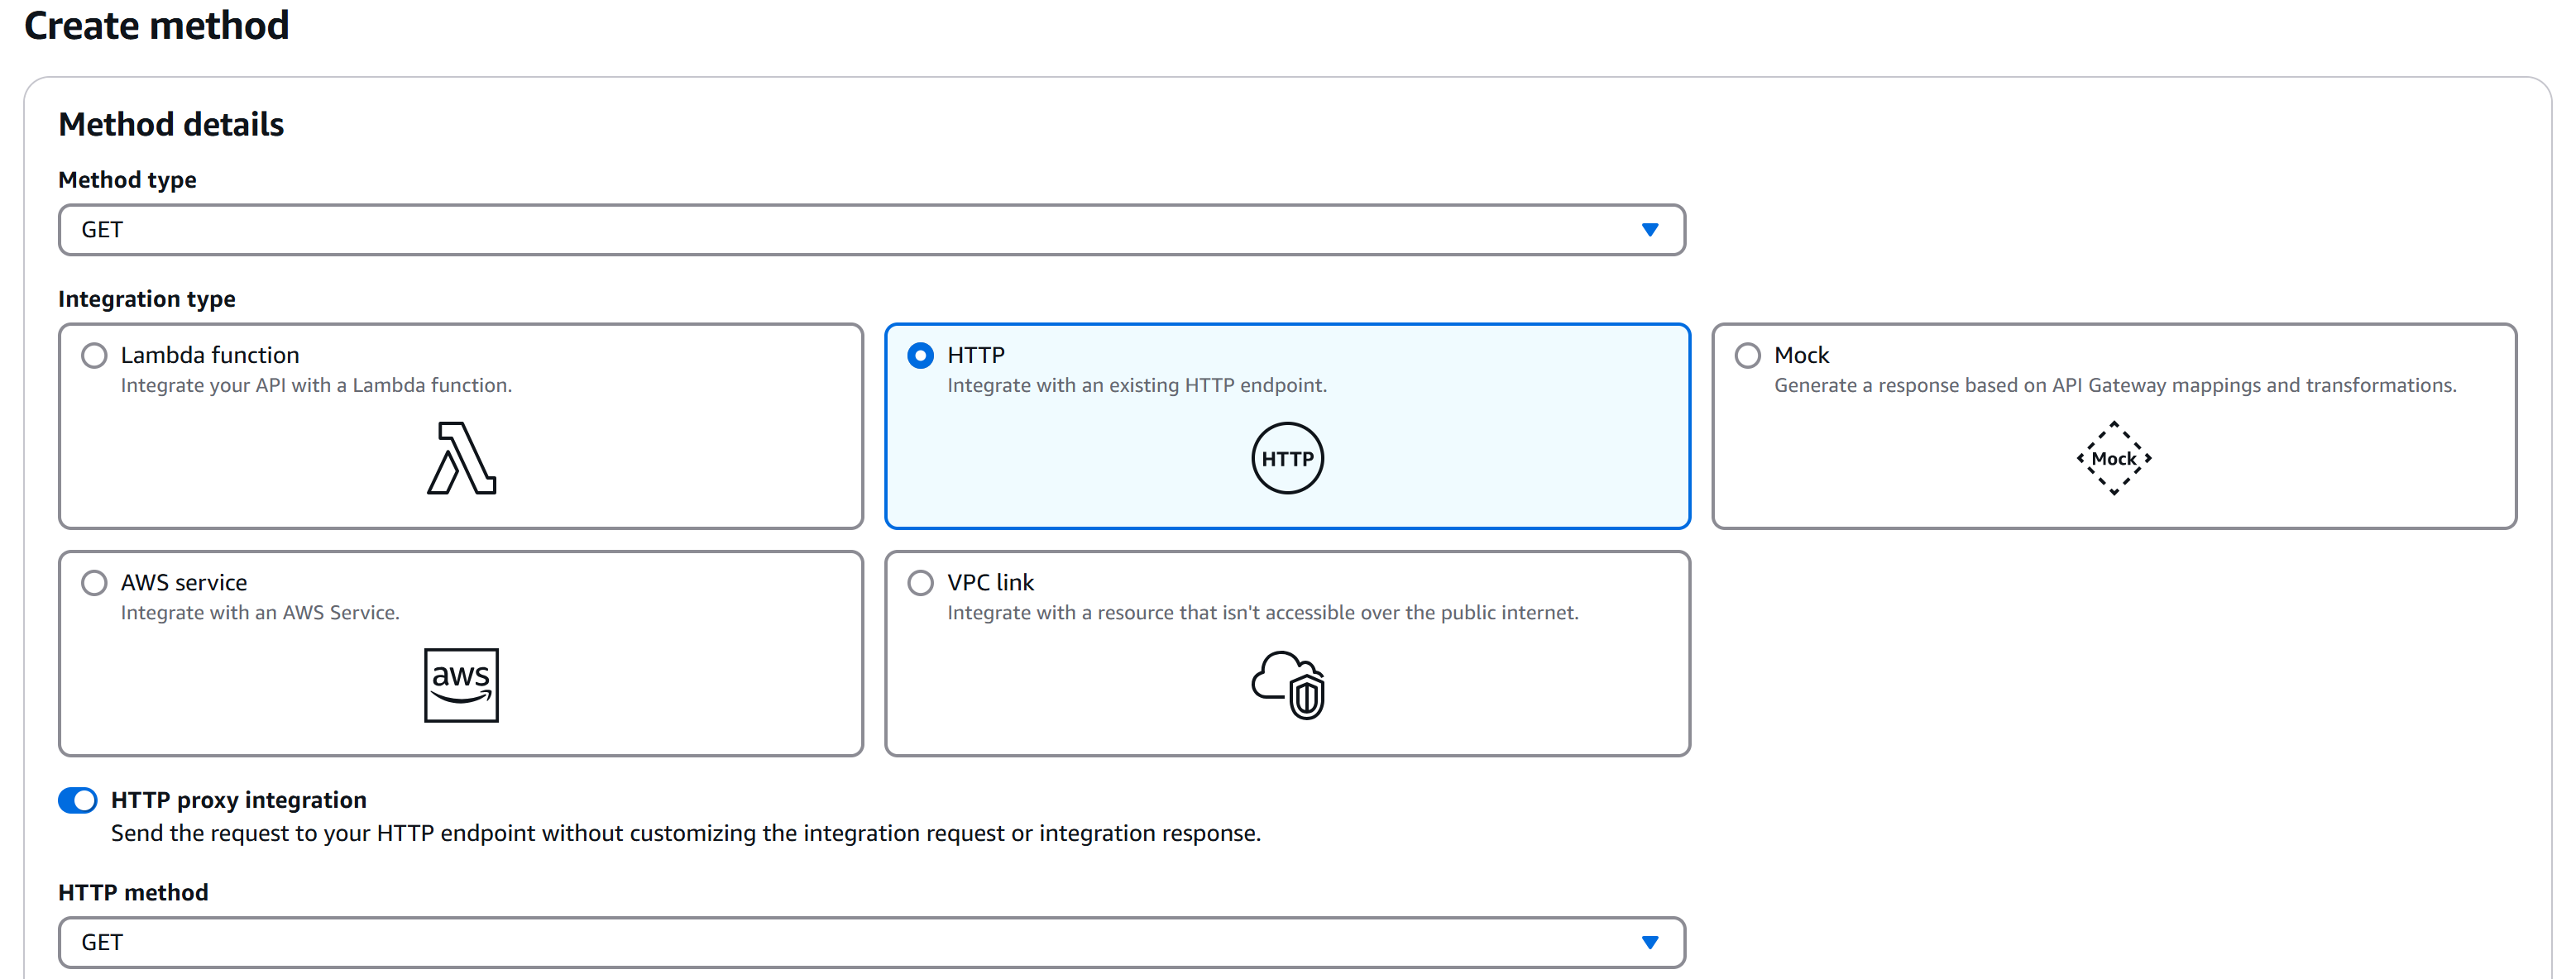 Create method
Method details
Method type
GET
Integration type
Lambda function
Integrate your API with a Lambda function.
HTTP
Integrate with an existing HTTP endpoint.
HTTP
Mock
Generate a response based on API Gateway mappings and transformations.
Mock
AWS service
Integrate with an AWS Service.
aws
VPC link
Integrate with a resource that isn't accessible over the public internet.
HTTP proxy integration
Send the request to your HTTP endpoint without customizing the integration request or integration response.
HTTP method
GET